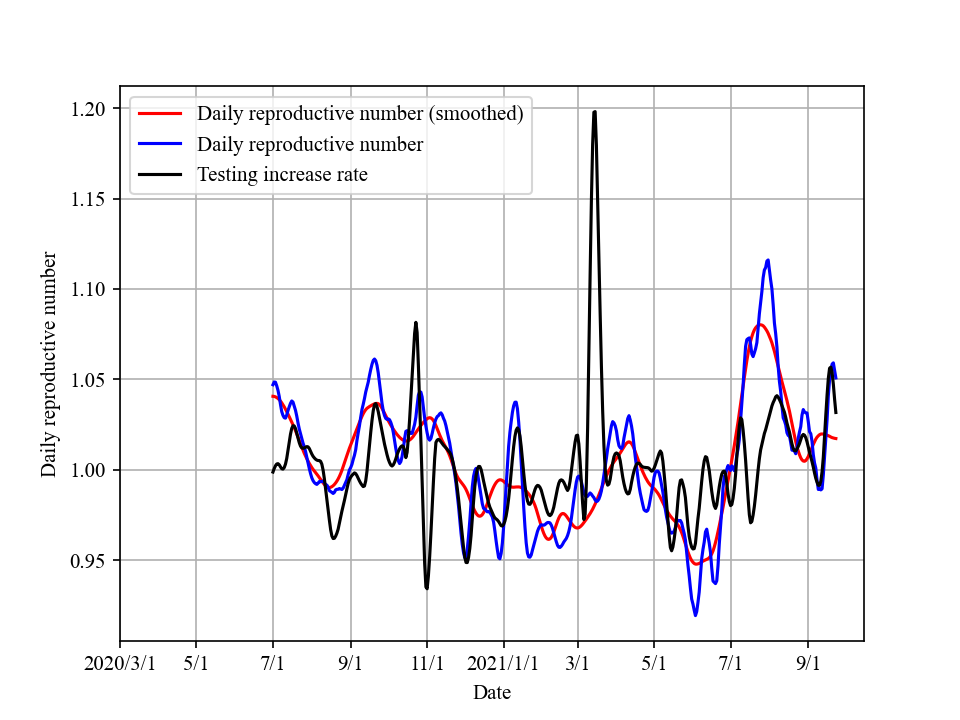 Daily reproductive number (smoothed)
Daily reproductive number
Testing increase rate
1.20
1.15
1.10
1.05
1.00
0.95
Daily reproductive number
2020/3/1 5/1 7/1 9/1 11/1 2021/1/1 3/1 5/1 7/1 9/1
Date